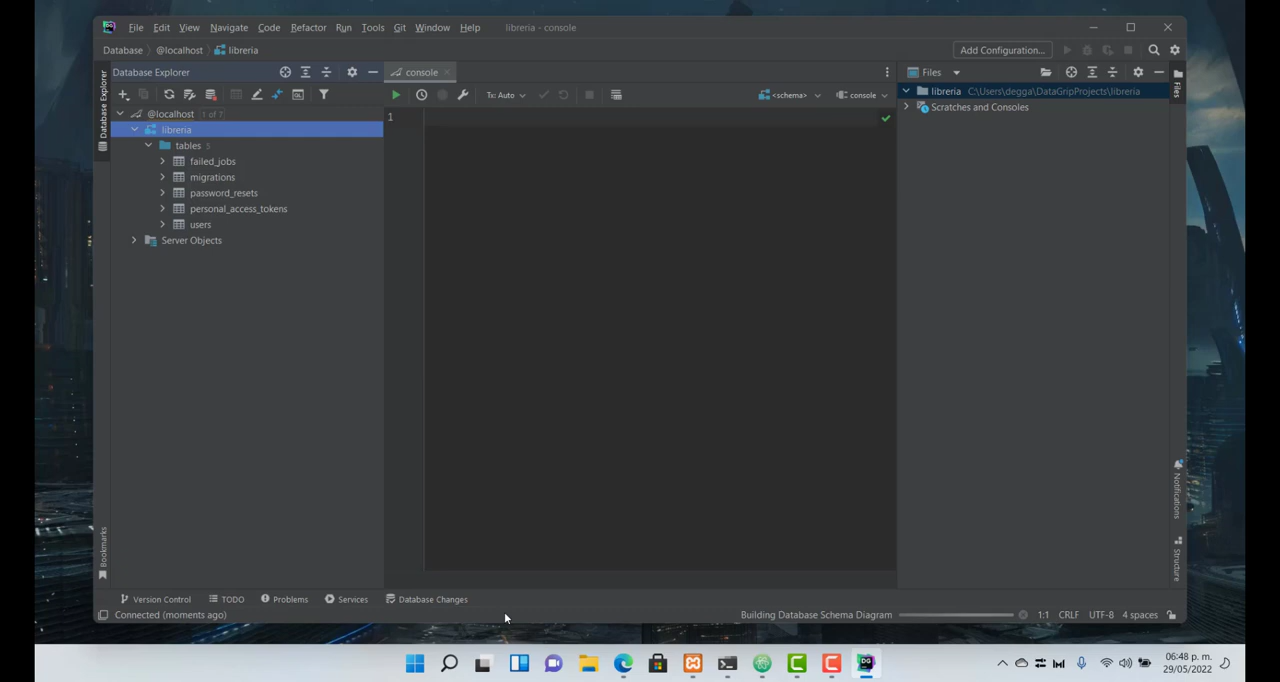 DG File Edit View Navigate Code Refactor Run Tools Git Window Help libreria - console
Database @localhost libreria Add Configuration...
Database Explorer console Files
Tx: Auto <schema> console
Database Explorer
Files
@localhost 1 of 7
libreria
tables 5
failed_jobs
migrations
password_resets
personal_access_tokens
users
Server Objects
1
libreria C:\Users\degga\DataGripProjects\libreria
Scratches and Consoles
Notifications
Structure
Bookmarks
Version Control TODO Problems Services Database Changes
Connected (moments ago) Building Database Schema Diagram 1:1 CRLF UTF-8 4 spaces
06:48 p. m.
29/05/2022